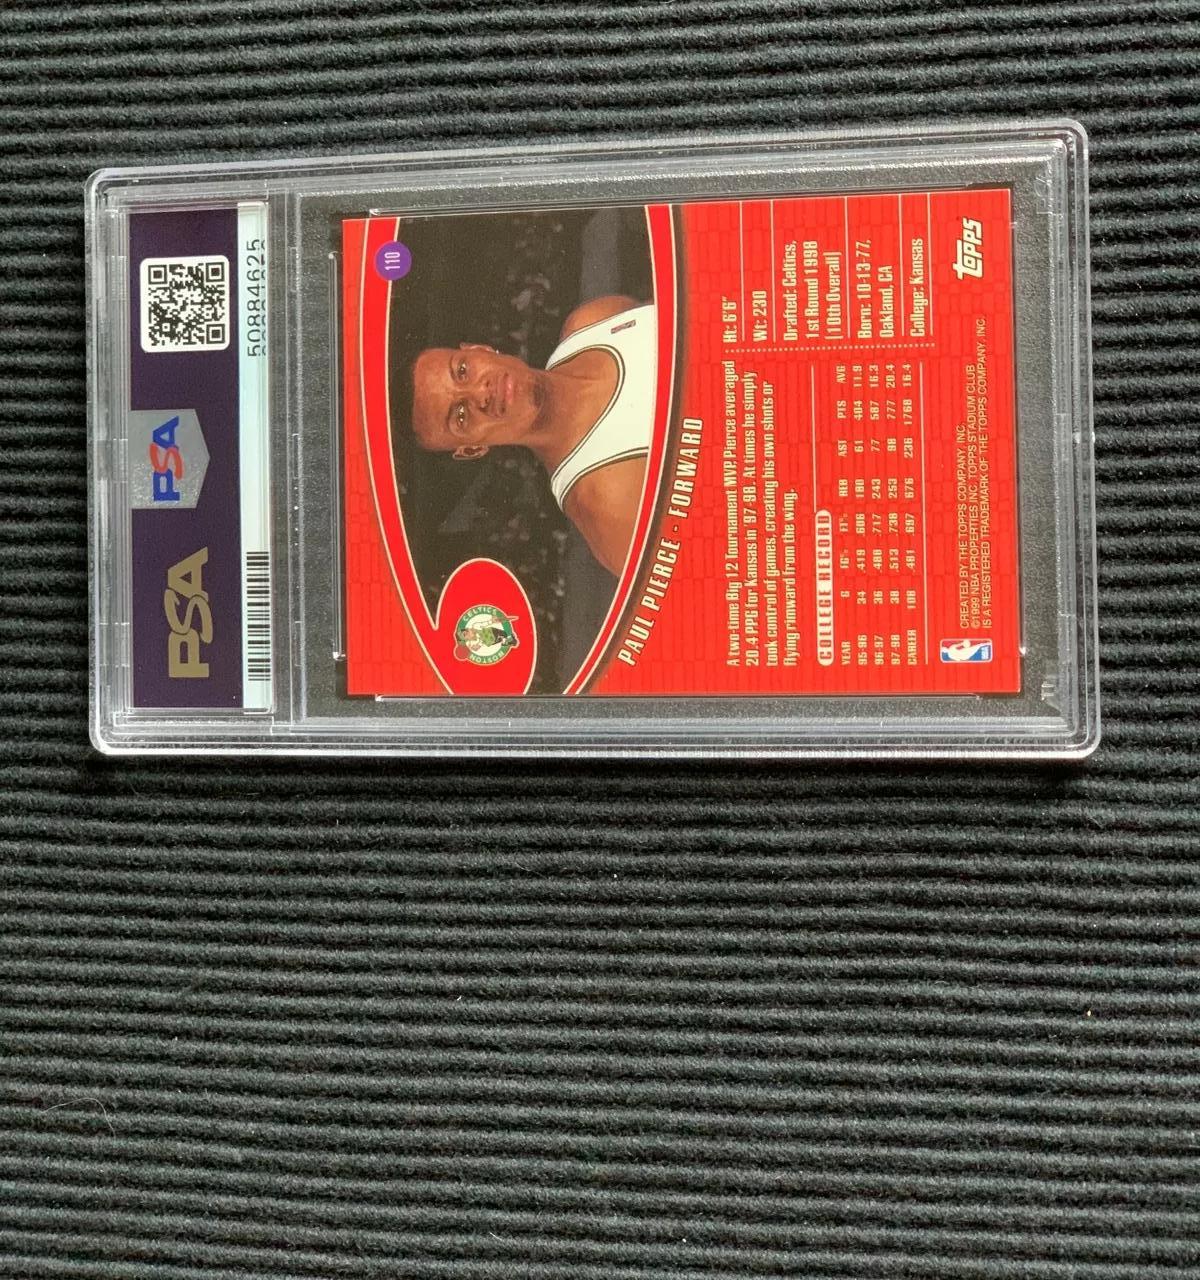 PSA
PSA
50884625
110
BOSTON
CELTICS
PAUL PIERCE - FORWARD
A two-time Big 12 Tournament MVP, Pierce averaged
20.4 PPG for Kansas in '97-98. At times he simply
took control of games, creating his own shots or
flying rimward from the wing.
Ht: 6'6"
Wt: 230
Drafted: Celtics,
1st Round 1998
(10th Overall)
Born: 10-13-77,
Oakland, CA
College: Kansas
COLLEGE RECORD
YEAR G FG% FT% REB AST PTS AVG
95-96 34 .419 .606 180 61 404 11.9
96-97 36 .717 243 77 587 16.3
97-98 38 .513 .738 253 98 777 20.4
CAREER 108 .697 676 236 1768 16.4
CREATED BY THE TOPPS COMPANY, INC.
©1999 NBA PROPERTIES INC. TOPPS STADIUM CLUB
IS A REGISTERED TRADEMARK OF THE TOPPS COMPANY, INC.
NBA
topps